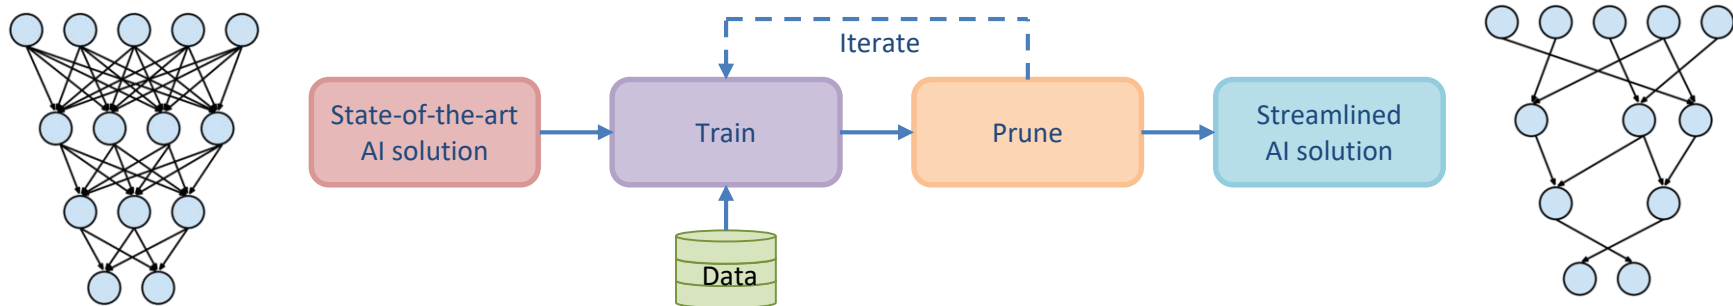 Iterate
State-of-the-art
AI solution
Train
Prune
Streamlined
AI solution
Data